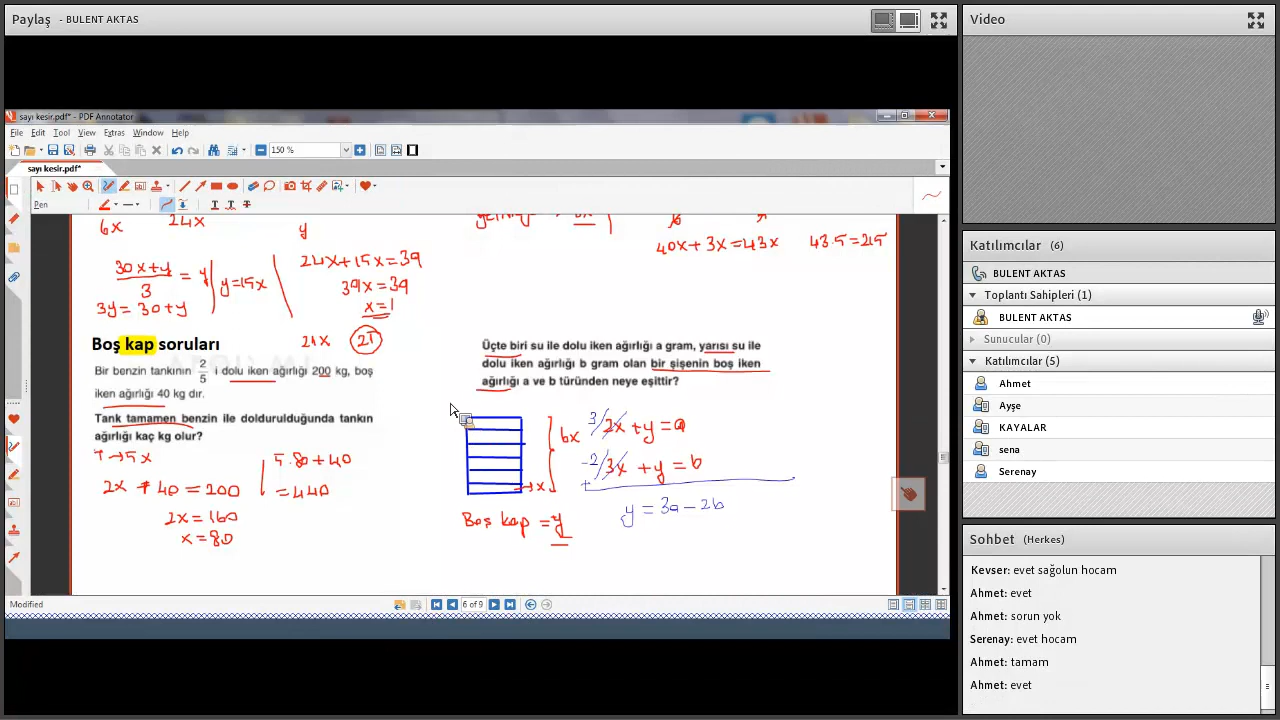 Paylaş - BULENT AKTAS
sayı kesir.pdf* - PDF Annotator
File Edit Tool View Extras Window Help
150 %
sayı kesir.pdf*
Pen
6x 24x y
30x+y / 3 = y | y=15x
3y = 30+y
24x+15x=39
39x=39
x=1
21x 21
40x+3x=43x 43.5=215
Boş kap soruları
Bir benzin tankının 2/5 i dolu iken ağırlığı 200 kg, boş
iken ağırlığı 40 kg dır.
Tank tamamen benzin ile doldurulduğunda tankın
ağırlığı kaç kg olur?
T→5x
2x + 40 = 200
2x = 160
x = 80
5.80+40
= 440
Üçte biri su ile dolu iken ağırlığı a gram, yarısı su ile
dolu iken ağırlığı b gram olan bir şişenin boş iken
ağırlığı a ve b türünden neye eşittir?
6x
→x
3/ 2x +y = a
-2/ 3x + y = b
+
y = 3a - 2b
Boş kap = y
Modified
6 of 9
Video
Katılımcılar (6)
BULENT AKTAS
Toplantı Sahipleri (1)
BULENT AKTAS
Sunucular (0)
Katılımcılar (5)
Ahmet
Ayşe
KAYALAR
sena
Serenay
Sohbet (Herkes)
Kevser: evet sağolun hocam
Ahmet: evet
Ahmet: sorun yok
Serenay: evet hocam
Ahmet: tamam
Ahmet: evet